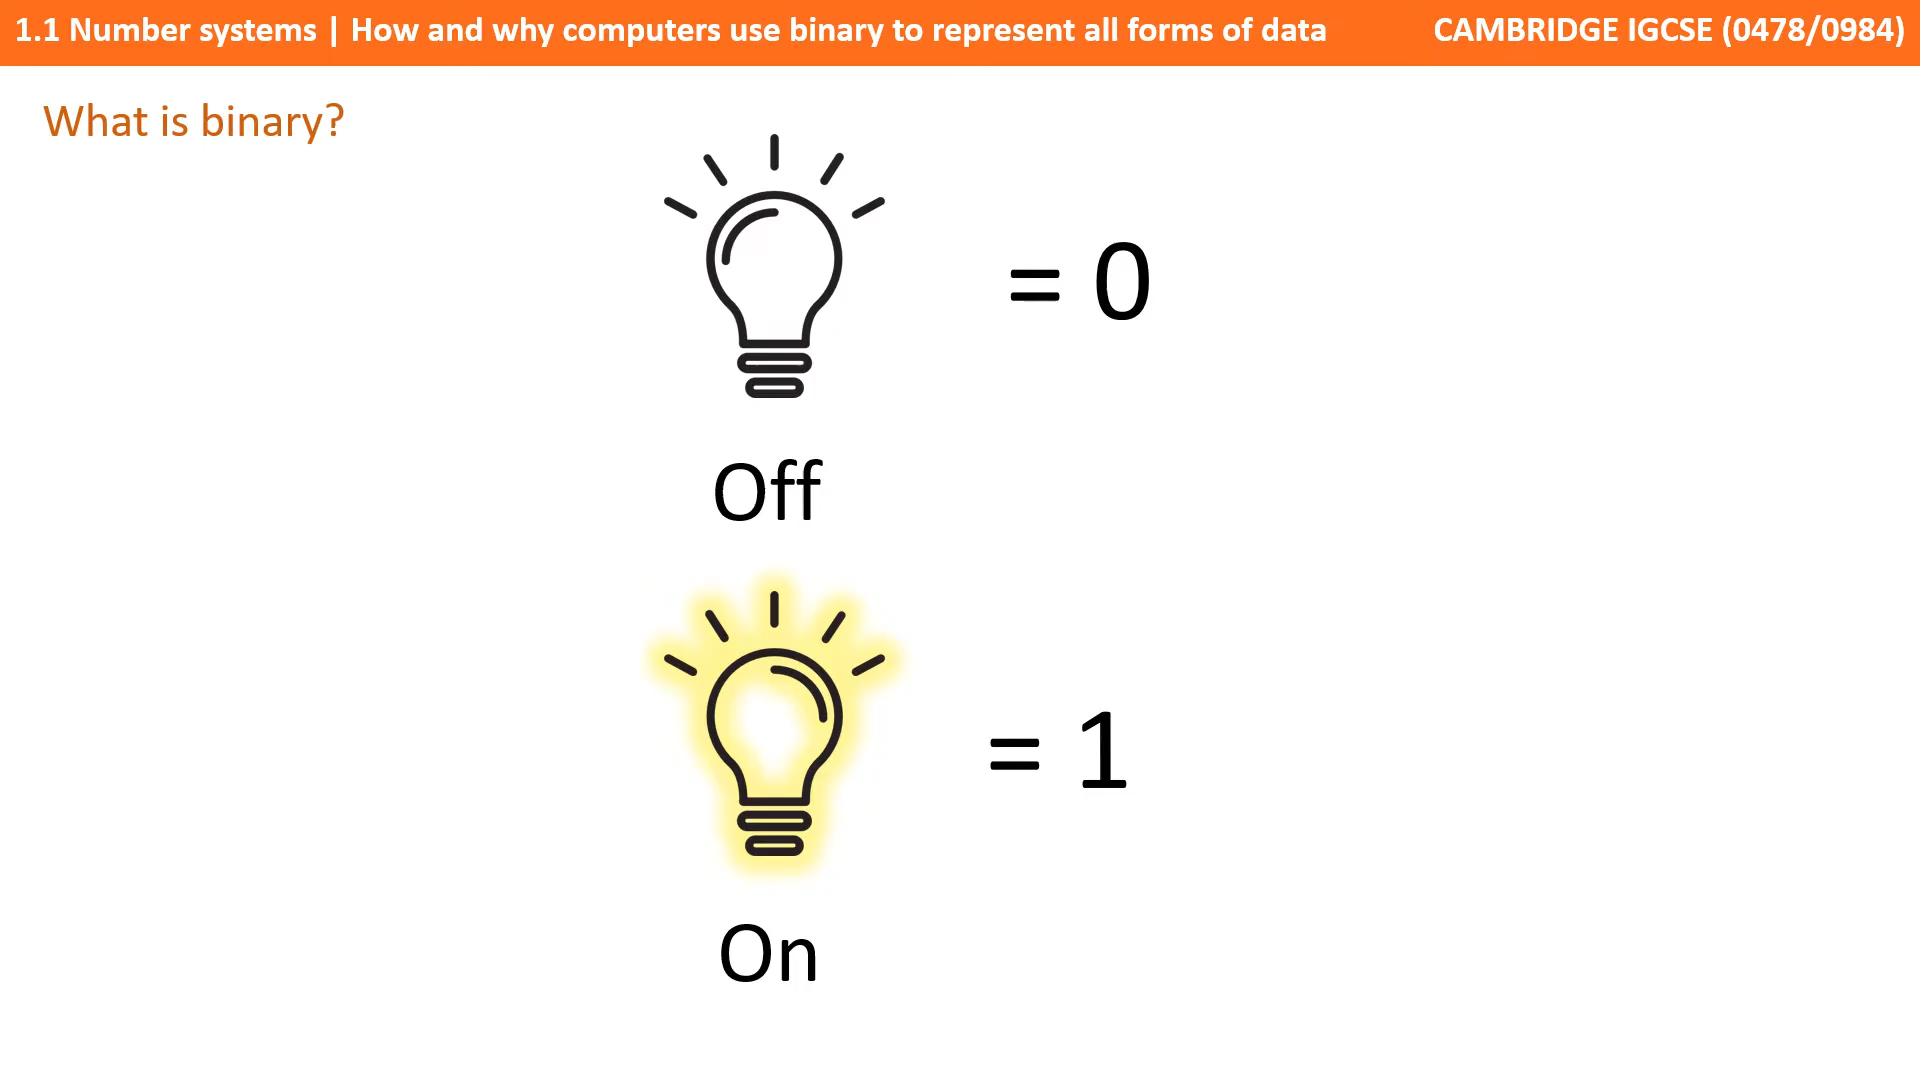 1.1 Number systems | How and why computers use binary to represent all forms of data
CAMBRIDGE IGCSE (0478/0984)
What is binary?
= 0
Off
= 1
On